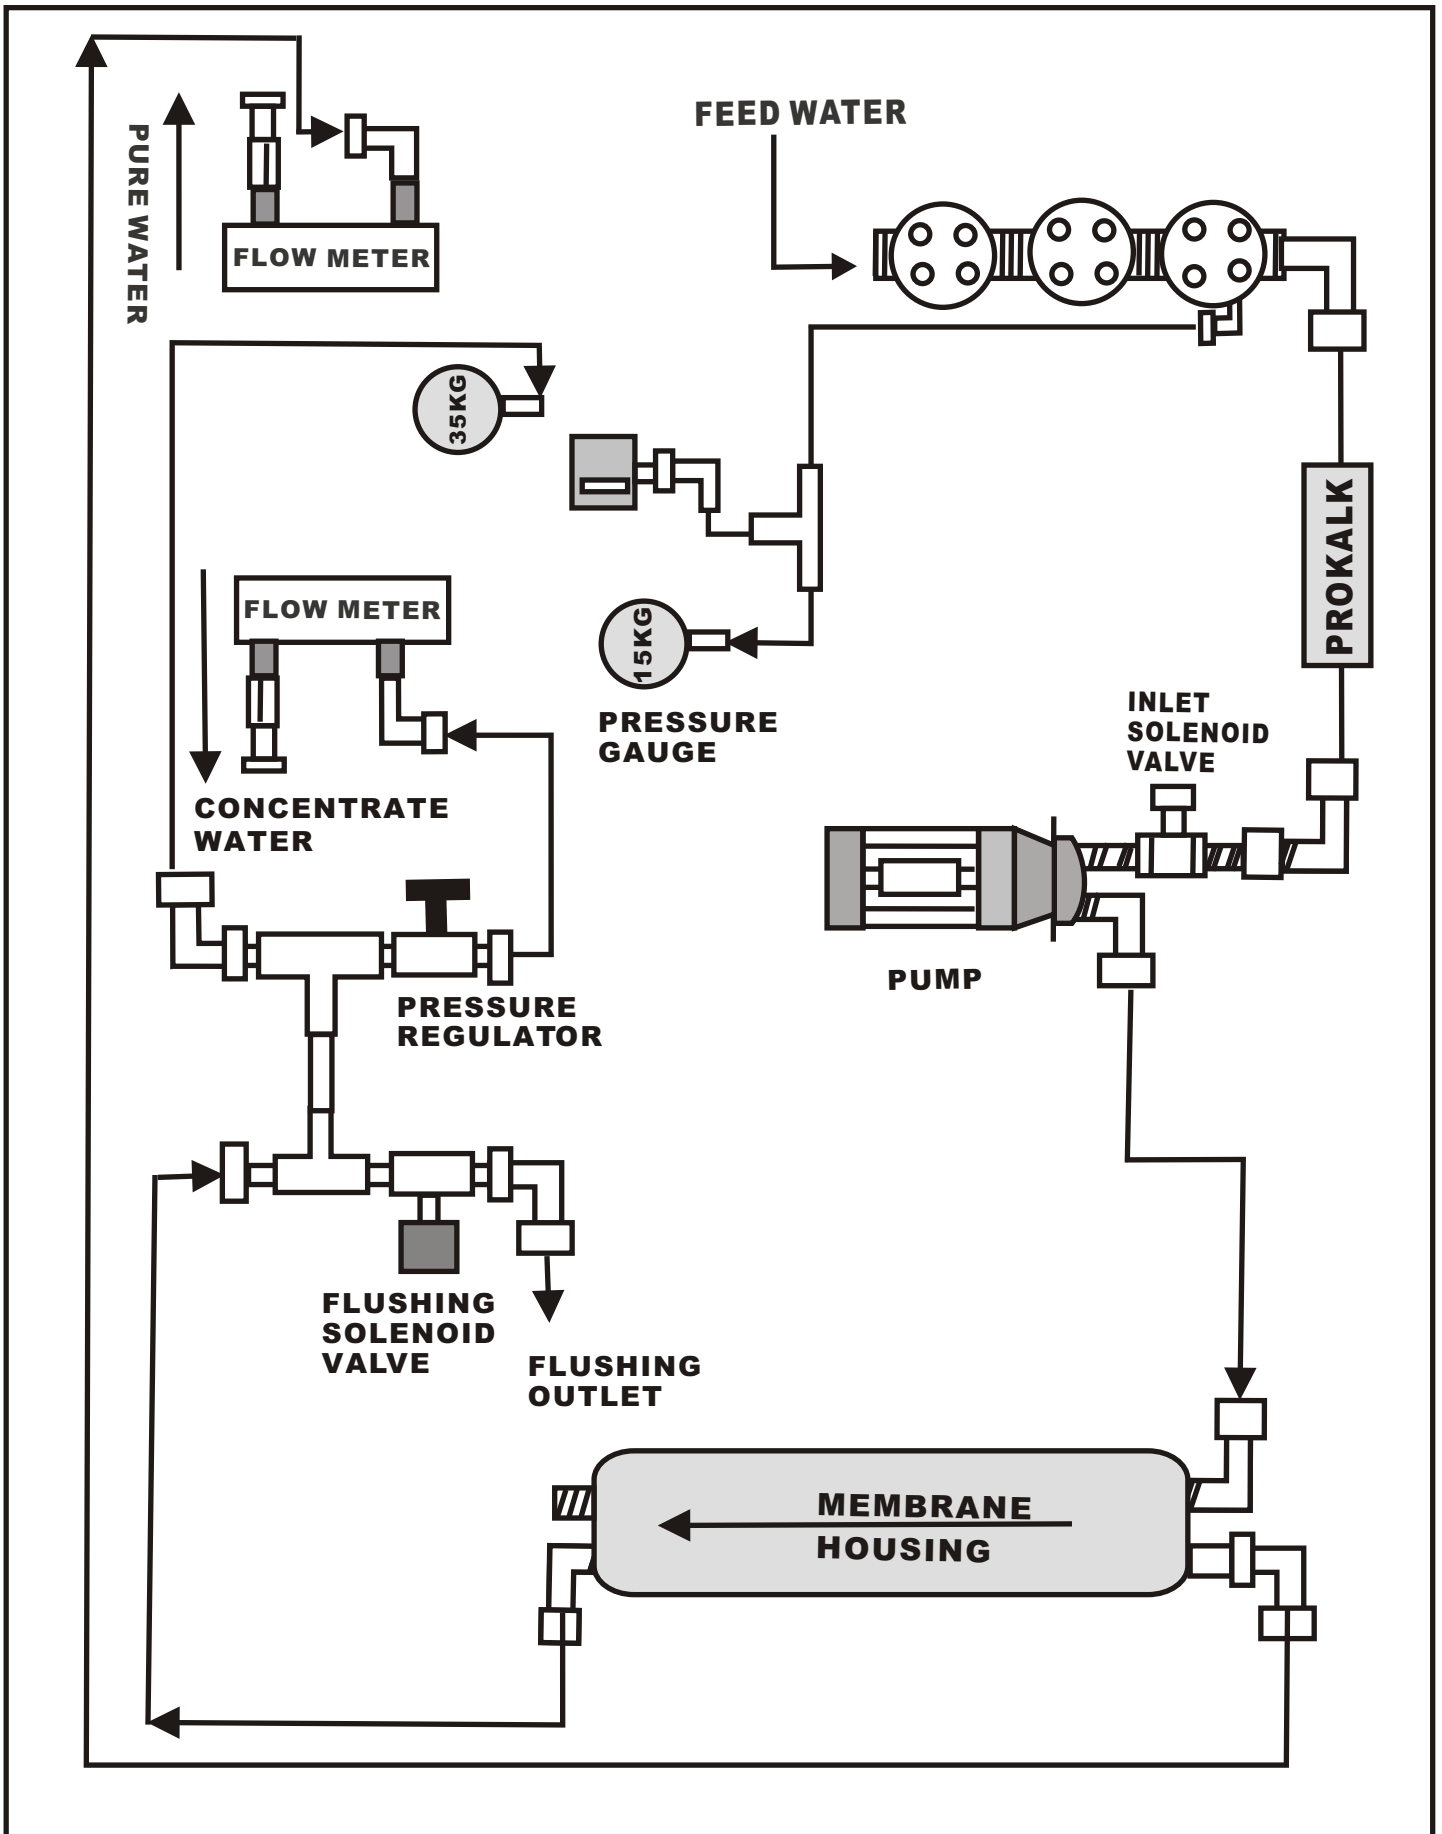 FEED WATER
PURE WATER
FLOW METER
35KG
PROKALK
FLOW METER
15KG
PRESSURE
GAUGE
INLET
SOLENOID
VALVE
CONCENTRATE
WATER
PUMP
PRESSURE
REGULATOR
FLUSHING
SOLENOID
VALVE
FLUSHING
OUTLET
MEMBRANE
HOUSING